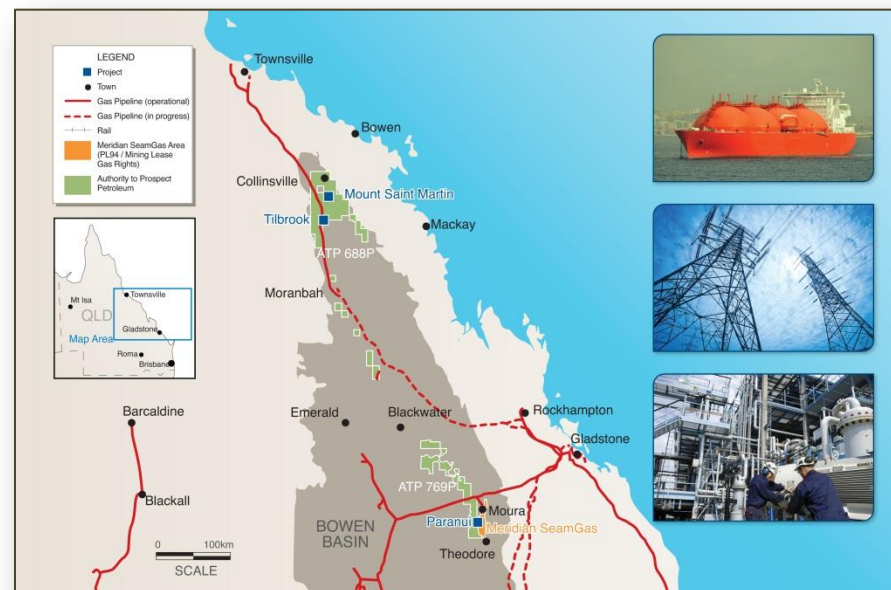 LEGEND
Project
Town
Gas Pipeline (operational)
Gas Pipeline (in progress)
Rail
Meridian SeamGas Area
(PL94 / Mining Lease
Gas Rights)
Authority to Prospect
Petroleum
Townsville
Bowen
Collinsville
Mount Saint Martin
Tilbrook
Mackay
ATP 688P
Moranbah
Townsville
Mt Isa
QLD
Gladstone
Map Area
Roma
Brisbane
Barcaldine
Emerald
Blackwater
Rockhampton
Gladstone
ATP 769P
Blackall
Moura
Paranui
Meridian SeamGas
BOWEN
BASIN
Theodore
0
100km
SCALE